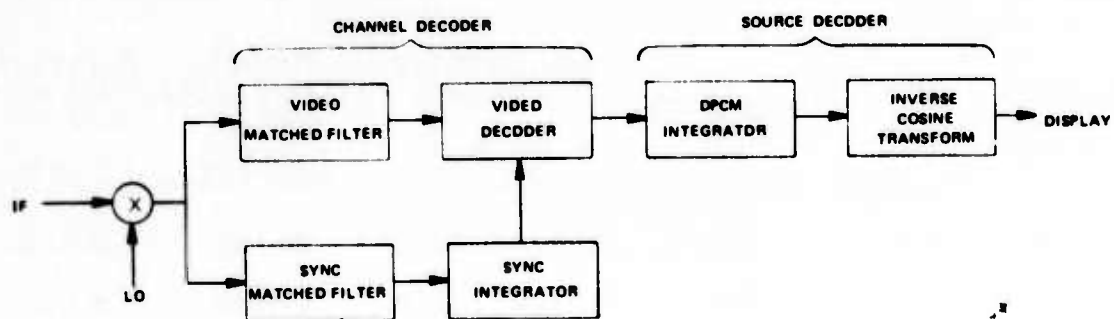 CHANNEL DECODER
SOURCE DECDDER
VIDEO
MATCHED FILTER
VIDED
DECDDER
DPCM
INTEGRATDR
INVERSE
COSINE
TRANSFORM
DISPLAY
IF
X
LO
SYNC
MATCHED FILTER
SYNC
INTEGRATOR